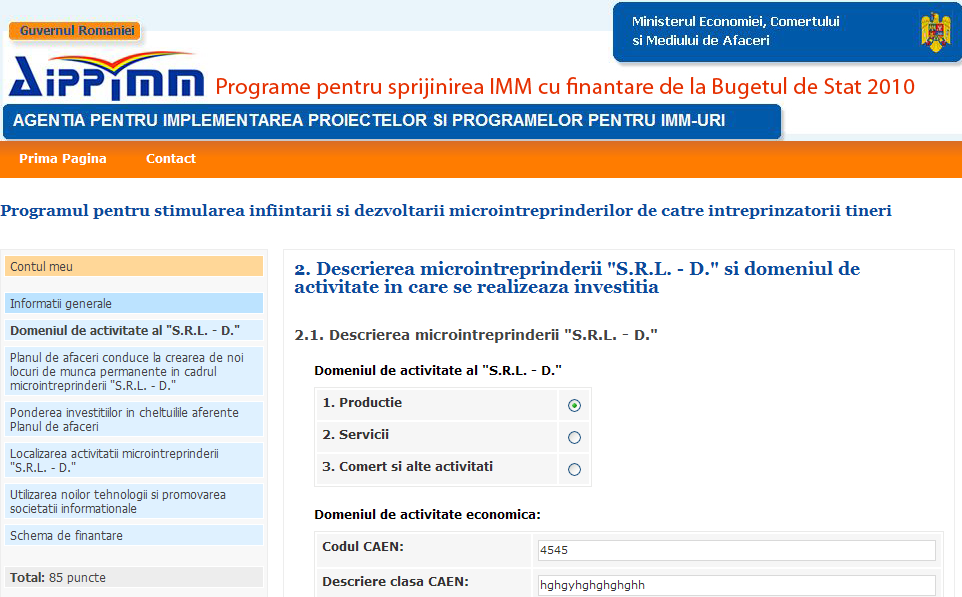 Guvernul Romaniei
Ministerul Economiei, Comertului
si Mediului de Afaceri
AIPPIMM
Programe pentru sprijinirea IMM cu finantare de la Bugetul de Stat 2010
AGENTIA PENTRU IMPLEMENTAREA PROIECTELOR SI PROGRAMELOR PENTRU IMM-URI
Prima Pagina
Contact
Programul pentru stimularea infiintarii si dezvoltarii microintreprinderilor de catre intreprinzatorii tineri
Contul meu
Informatii generale
Domeniul de activitate al "S.R.L. - D."
Planul de afaceri conduce la crearea de noi
locuri de munca permanente in cadrul
microintreprinderii "S.R.L. - D."
Ponderea investitiilor in cheltuilile aferente
Planul de afaceri
Localizarea activitatii microintreprinderii
"S.R.L. - D."
Utilizarea noilor tehnologii si promovarea
societatii informationale
Schema de finantare
Total: 85 puncte
2. Descrierea microintreprinderii "S.R.L. - D." si domeniul de
activitate in care se realizeaza investitia
2.1. Descrierea microintreprinderii "S.R.L. - D."
Domeniul de activitate al "S.R.L. - D."
1. Productie
2. Servicii
3. Comert si alte activitati
Domeniul de activitate economica:
Codul CAEN:
4545
Descriere clasa CAEN:
hghgyhghghghghh